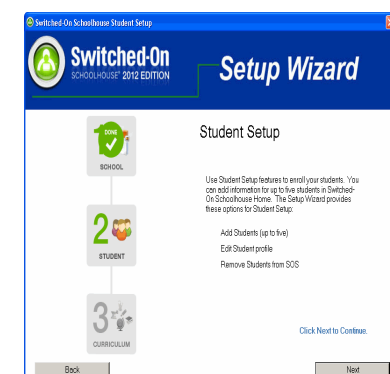 Switched-On Schoolhouse Student Setup
Switched-On
SCHOOLHOUSE® 2012 EDITION
Setup Wizard
DONE
SCHOOL
2
STUDENT
3
CURRICULUM
Student Setup
Use Student Setup features to enroll your students. You
can add information for up to five students in Switched-
On Schoolhouse Home. The Setup Wizard provides
these options for Student Setup:
Add Students (up to five)
Edit Student profile
Remove Students from SOS
Click Next to Continue.
Back
Next